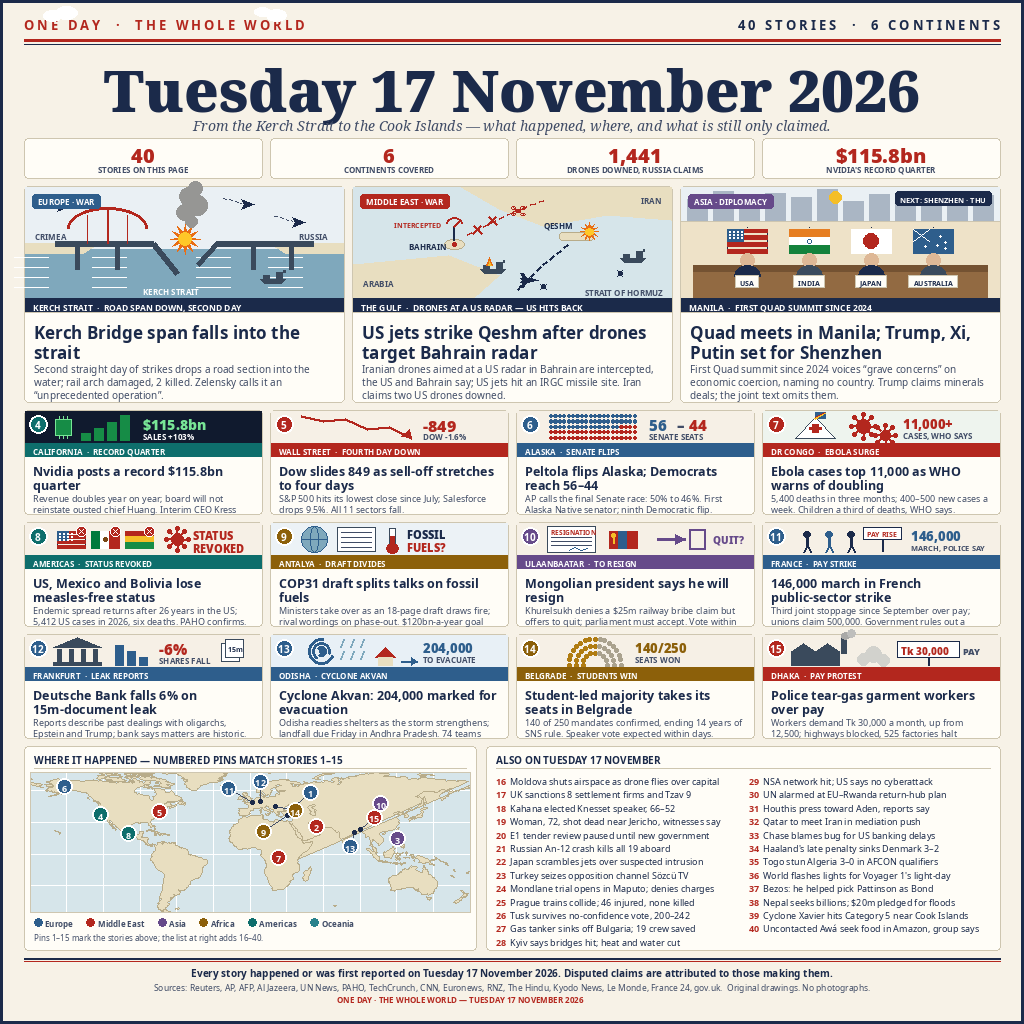 ONE DAY · THE WHOLE WORLD
40 STORIES · 6 CONTINENTS
Tuesday 17 November 2026
From the Kerch Strait to the Cook Islands — what happened, where, and what is still only claimed.
40
STORIES ON THIS PAGE
6
CONTINENTS COVERED
1,441
DRONES DOWNED, RUSSIA CLAIMS
$115.8bn
NVIDIA'S RECORD QUARTER
EUROPE · WAR
CRIMEA
RUSSIA
KERCH STRAIT
KERCH STRAIT · ROAD SPAN DOWN, SECOND DAY
Kerch Bridge span falls into the
strait
Second straight day of strikes drops a road section into the
water; rail arch damaged, 2 killed. Zelensky calls it an
“unprecedented operation”.
MIDDLE EAST · WAR
IRAN
INTERCEPTED
QESHM
BAHRAIN
ARABIA
STRAIT OF HORMUZ
THE GULF · DRONES AT A US RADAR — US HITS BACK
US jets strike Qeshm after drones
target Bahrain radar
Iranian drones aimed at a US radar in Bahrain are intercepted,
the US and Bahrain say; US jets hit an IRGC missile site. Iran
claims two US drones downed.
ASIA · DIPLOMACY
NEXT: SHENZHEN · THU
USA
INDIA
JAPAN
AUSTRALIA
MANILA · FIRST QUAD SUMMIT SINCE 2024
Quad meets in Manila; Trump, Xi,
Putin set for Shenzhen
First Quad summit since 2024 voices “grave concerns” on
economic coercion, naming no country. Trump claims minerals
deals; the joint text omits them.
4
$115.8bn
SALES +103%
CALIFORNIA · RECORD QUARTER
Nvidia posts a record $115.8bn
quarter
Revenue doubles year on year; board will not
reinstate ousted chief Huang. Interim CEO Kress
5
-849
DOW -1.6%
WALL STREET · FOURTH DAY DOWN
Dow slides 849 as sell-off stretches
to four days
S&P 500 hits its lowest close since July; Salesforce
drops 9.5%. All 11 sectors fall.
6
56 – 44
SENATE SEATS
ALASKA · SENATE FLIPS
Peltola flips Alaska; Democrats
reach 56–44
AP calls the final Senate race: 50% to 46%. First
Alaska Native senator; ninth Democratic flip.
7
11,000+
CASES, WHO SAYS
DR CONGO · EBOLA SURGE
Ebola cases top 11,000 as WHO
warns of doubling
5,400 deaths in three months; 400–500 new cases a
week. Children a third of deaths, WHO says.
8
STATUS
REVOKED
AMERICAS · STATUS REVOKED
US, Mexico and Bolivia lose
measles-free status
Endemic spread returns after 26 years in the US;
5,412 US cases in 2026, six deaths. PAHO confirms.
9
FOSSIL
FUELS?
ANTALYA · DRAFT DIVIDES
COP31 draft splits talks on fossil
fuels
Ministers take over as an 18-page draft draws fire;
rival wordings on phase-out. $120bn-a-year goal
10
RESIGNATION
QUIT?
ULAANBAATAR · TO RESIGN
Mongolian president says he will
resign
Khurelsukh denies a $25m railway bribe claim but
offers to quit; parliament must accept. Vote within
11
PAY RISE
146,000
MARCH, POLICE SAY
FRANCE · PAY STRIKE
146,000 march in French
public-sector strike
Third joint stoppage since September over pay;
unions claim 500,000. Government rules out a
12
-6%
SHARES FALL
15m
FRANKFURT · LEAK REPORTS
Deutsche Bank falls 6% on
15m-document leak
Reports describe past dealings with oligarchs,
Epstein and Trump; bank says matters are historic.
13
204,000
TO EVACUATE
ODISHA · CYCLONE AKVAN
Cyclone Akvan: 204,000 marked for
evacuation
Odisha readies shelters as the storm strengthens;
landfall due Friday in Andhra Pradesh. 74 teams
14
140/250
SEATS WON
BELGRADE · STUDENTS WIN
Student-led majority takes its
seats in Belgrade
140 of 250 mandates confirmed, ending 14 years of
SNS rule. Speaker vote expected within days.
15
Tk 30,000
PAY
DHAKA · PAY PROTEST
Police tear-gas garment workers
over pay
Workers demand Tk 30,000 a month, up from
12,500; highways blocked, 525 factories halt
WHERE IT HAPPENED — NUMBERED PINS MATCH STORIES 1–15
6
4
8
5
11
12
1
14
9
2
7
13
10
15
3
Europe
Middle East
Asia
Africa
Americas
Oceania
Pins 1–15 mark the stories above; the list at right adds 16–40.
ALSO ON TUESDAY 17 NOVEMBER
16 Moldova shuts airspace as drone flies over capital
17 UK sanctions 8 settlement firms and Tzav 9
18 Kahana elected Knesset speaker, 66–52
19 Woman, 72, shot dead near Jericho, witnesses say
20 E1 tender review paused until new government
21 Russian An-12 crash kills all 19 aboard
22 Japan scrambles jets over suspected intrusion
23 Turkey seizes opposition channel Sözcü TV
24 Mondlane trial opens in Maputo; denies charges
25 Prague trains collide; 46 injured, none killed
26 Tusk survives no-confidence vote, 200–242
27 Gas tanker sinks off Bulgaria; 19 crew saved
28 Kyiv says bridges hit; heat and water cut
29 NSA network hit; US says no cyberattack
30 UN alarmed at EU–Rwanda return-hub plan
31 Houthis press toward Aden, reports say
32 Qatar to meet Iran in mediation push
33 Chase blames bug for US banking delays
34 Haaland's late penalty sinks Denmark 3–2
35 Togo stun Algeria 3–0 in AFCON qualifiers
36 World flashes lights for Voyager 1's light-day
37 Bezos: he helped pick Pattinson as Bond
38 Nepal seeks billions; $20m pledged for floods
39 Cyclone Xavier hits Category 5 near Cook Islands
40 Uncontacted Awá seek food in Amazon, group says
Every story happened or was first reported on Tuesday 17 November 2026. Disputed claims are attributed to those making them.
Sources: Reuters, AP, AFP, Al Jazeera, UN News, PAHO, TechCrunch, CNN, Euronews, RNZ, The Hindu, Kyodo News, Le Monde, France 24, gov.uk. Original drawings. No photographs.
ONE DAY · THE WHOLE WORLD — TUESDAY 17 NOVEMBER 2026